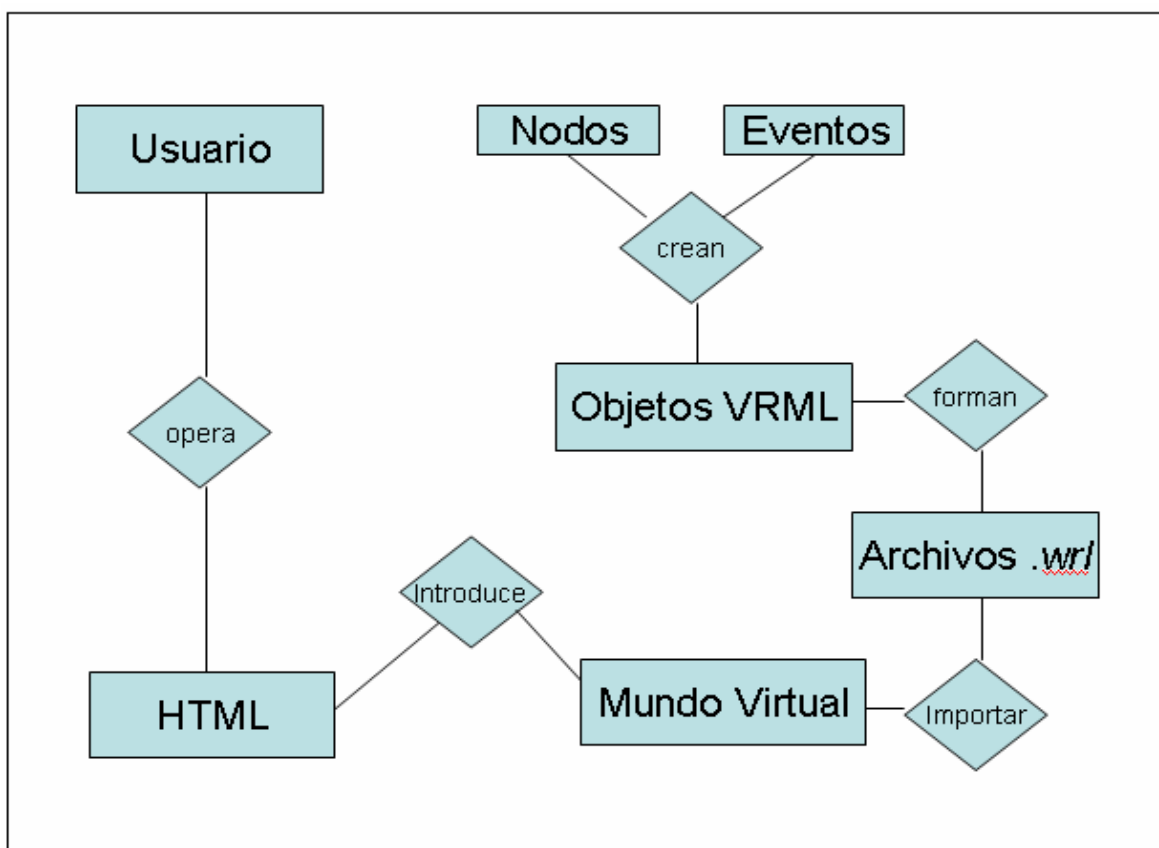 Usuario
Nodos
Eventos
crean
Objetos VRML
forman
opera
Archivos .wrl
Introduce
HTML
Mundo Virtual
Importar